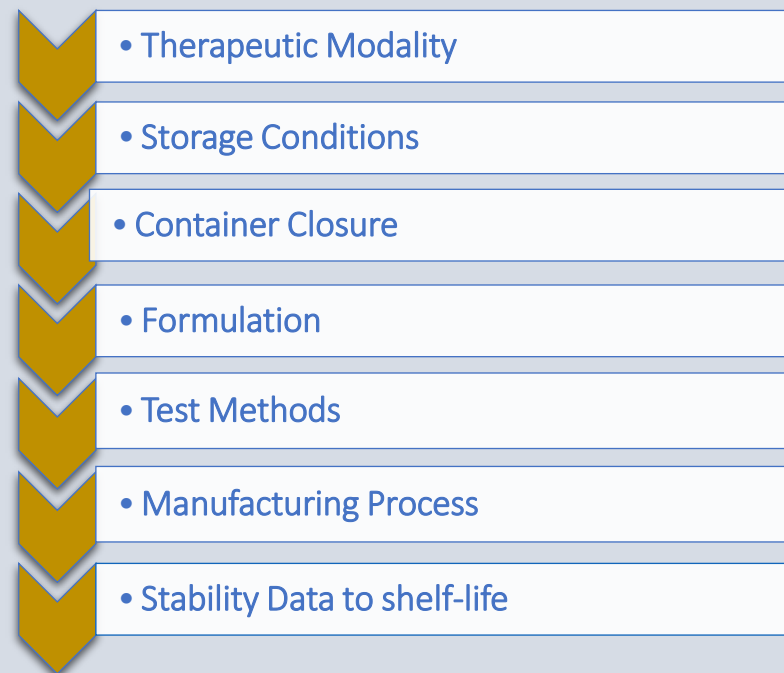 • Therapeutic Modality
• Storage Conditions
• Container Closure
• Formulation
• Test Methods
• Manufacturing Process
• Stability Data to shelf-life